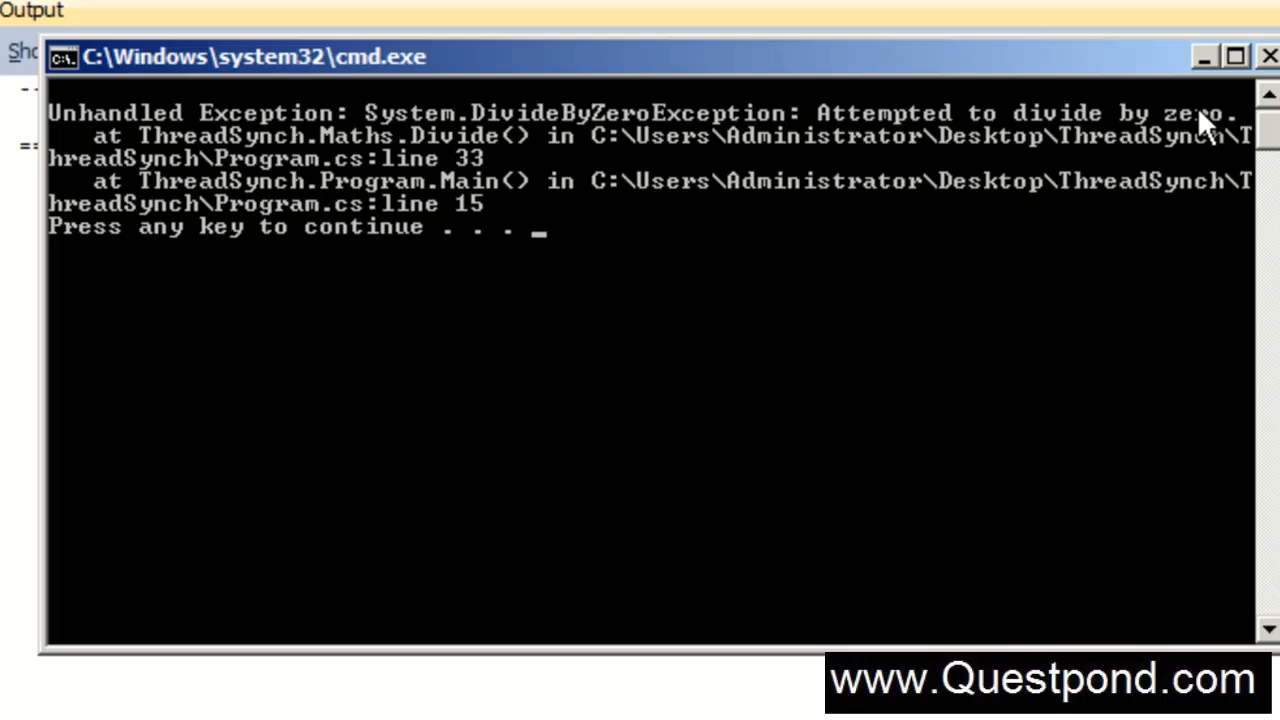 Output
C:\Windows\system32\cmd.exe
Unhandled Exception: System.DivideByZeroException: Attempted to divide by zero.
   at ThreadSynch.Maths.Divide() in C:\Users\Administrator\Desktop\ThreadSynch\T
hreadSynch\Program.cs:line 33
   at ThreadSynch.Program.Main() in C:\Users\Administrator\Desktop\ThreadSynch\T
hreadSynch\Program.cs:line 15
Press any key to continue . . . _
www.Questpond.com